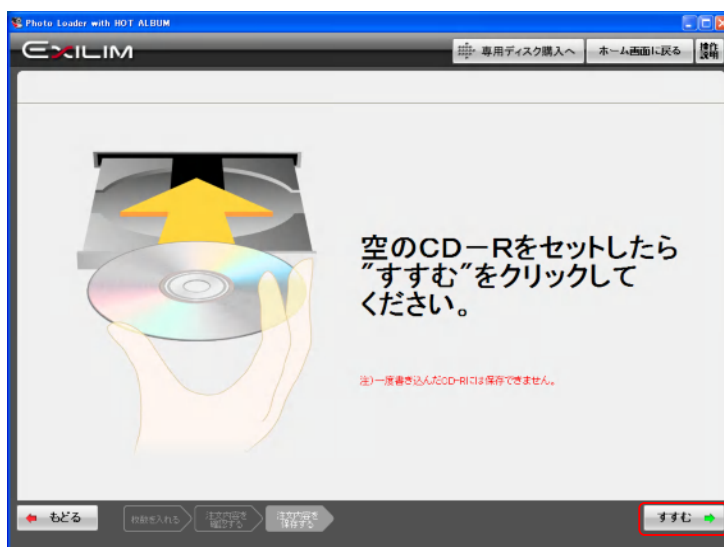 Photo Loader with HOT ALBUM
EXILIM
専用ディスク購入へ
ホーム画面に戻る
操作
説明
空のCD－Rをセットしたら
"すすむ"をクリックして
ください。
注)一度書き込んだCD-Rには保存できません。
もどる
枚数を入れる
注文内容を
確認する
注文内容を
保存する
すすむ